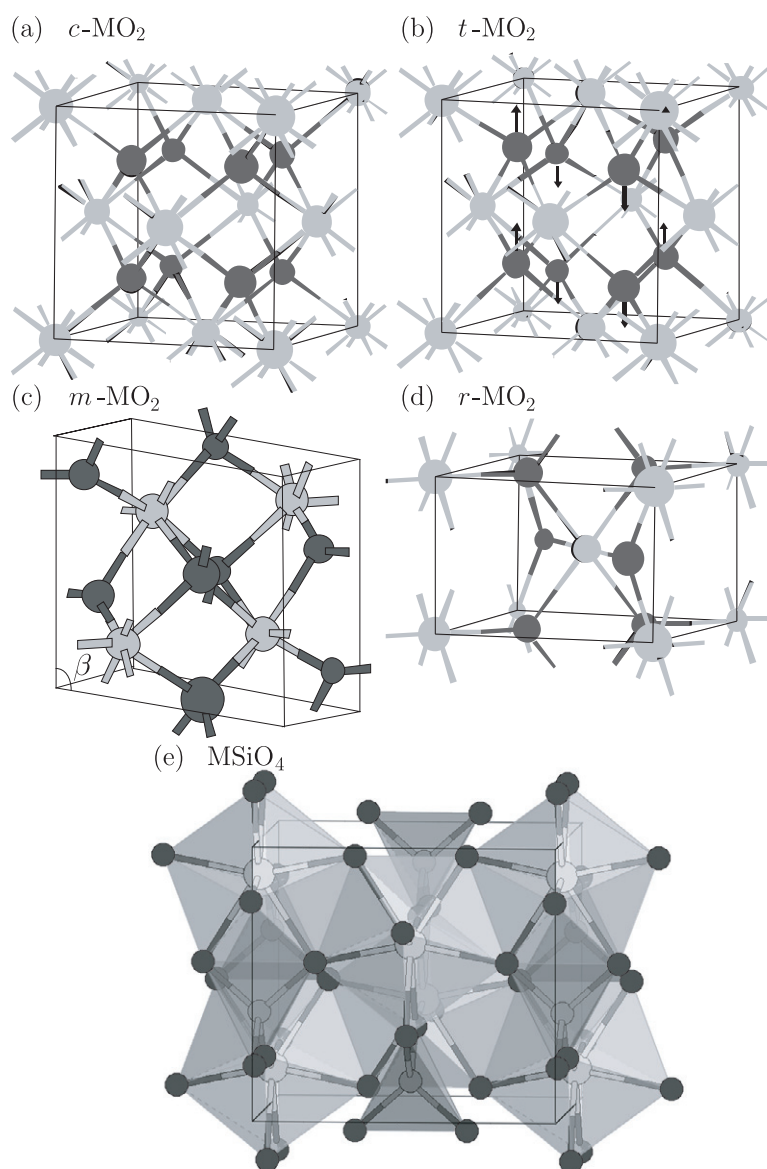 (a) c-MO₂
(b) t-MO₂
(c) m-MO₂
(d) r-MO₂
β
(e) MSiO₄